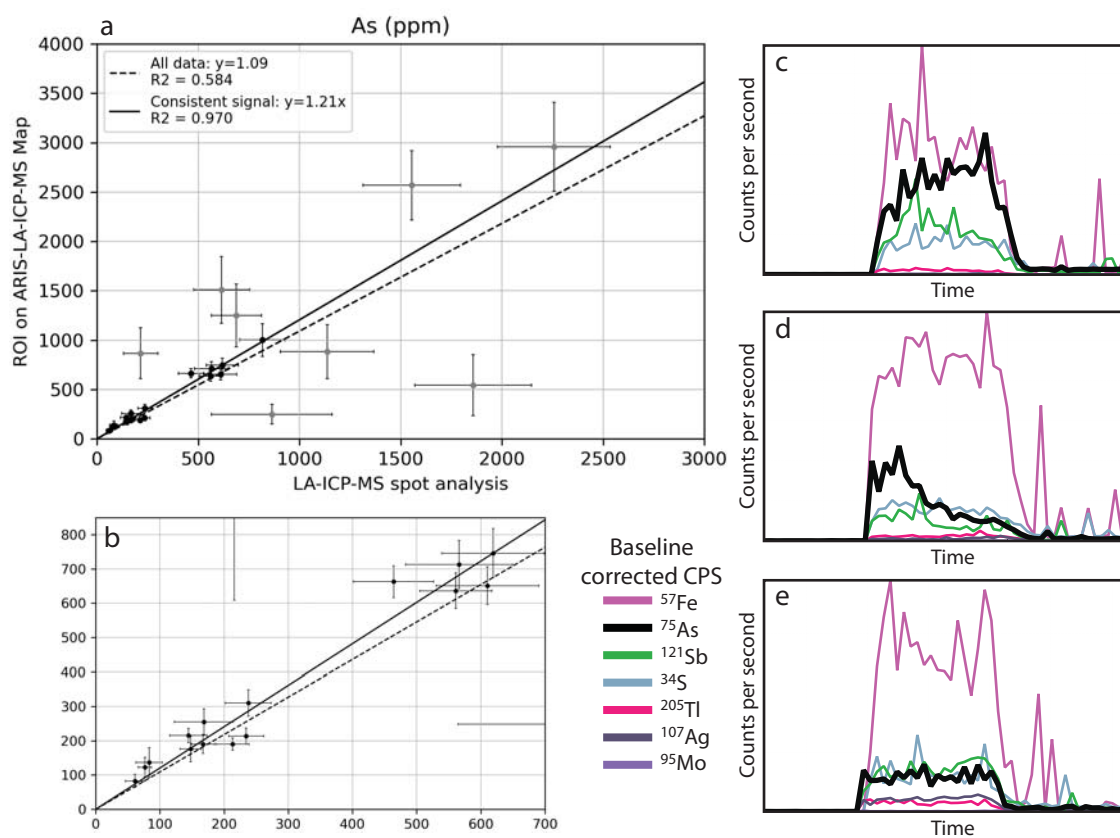 a
As (ppm)
4000
3500
3000
2500
2000
1500
1000
500
0
0 500 1000 1500 2000 2500 3000
ROI on ARIS-LA-ICP-MS Map
LA-ICP-MS spot analysis
All data: y=1.09
R2 = 0.584
Consistent signal: y=1.21x
R2 = 0.970
b
800
700
600
500
400
300
200
100
0
0 100 200 300 400 500 600 700
Baseline
corrected CPS
⁵⁷Fe
⁷⁵As
¹²¹Sb
³⁴S
²⁰⁵Tl
¹⁰⁷Ag
⁹⁵Mo
c
Counts per second
Time
d
Counts per second
Time
e
Counts per second
Time